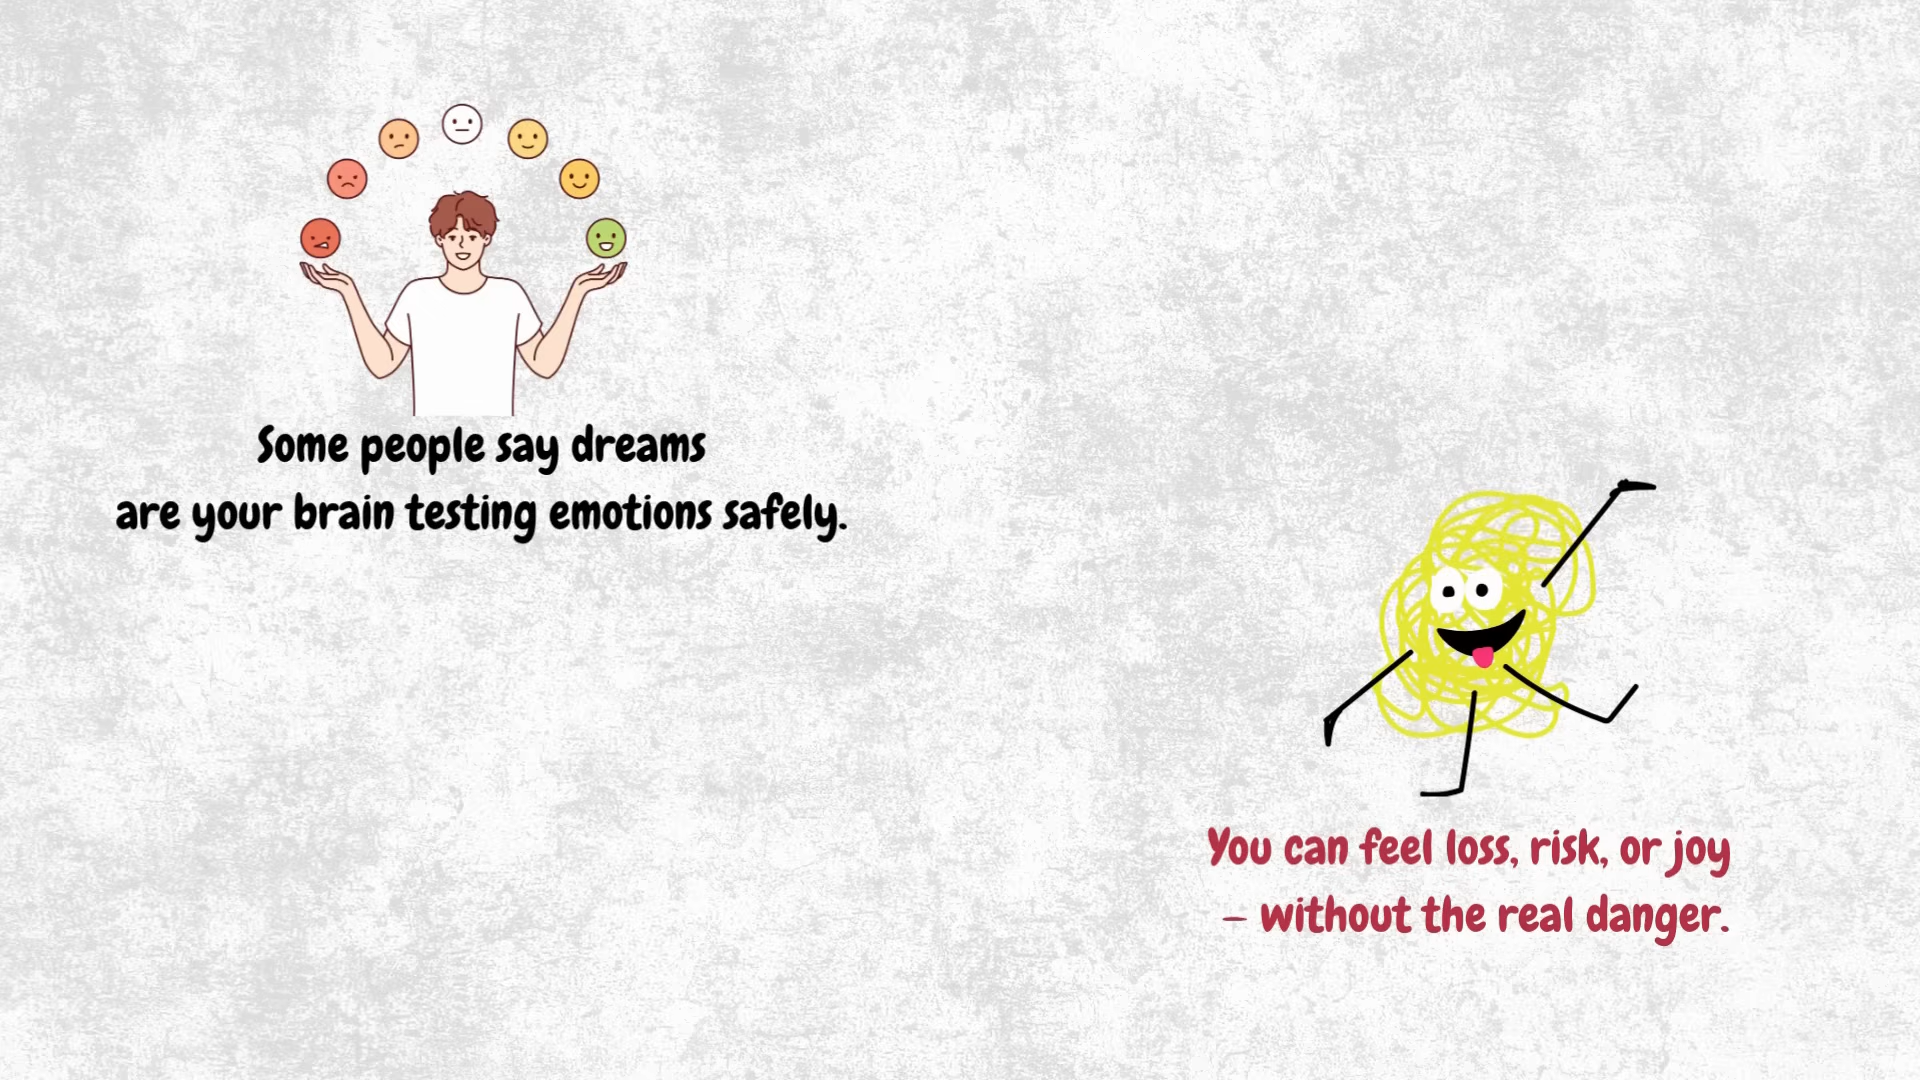 Some people say dreams
are your brain testing emotions safely.
You can feel loss, risk, or joy
– without the real danger.